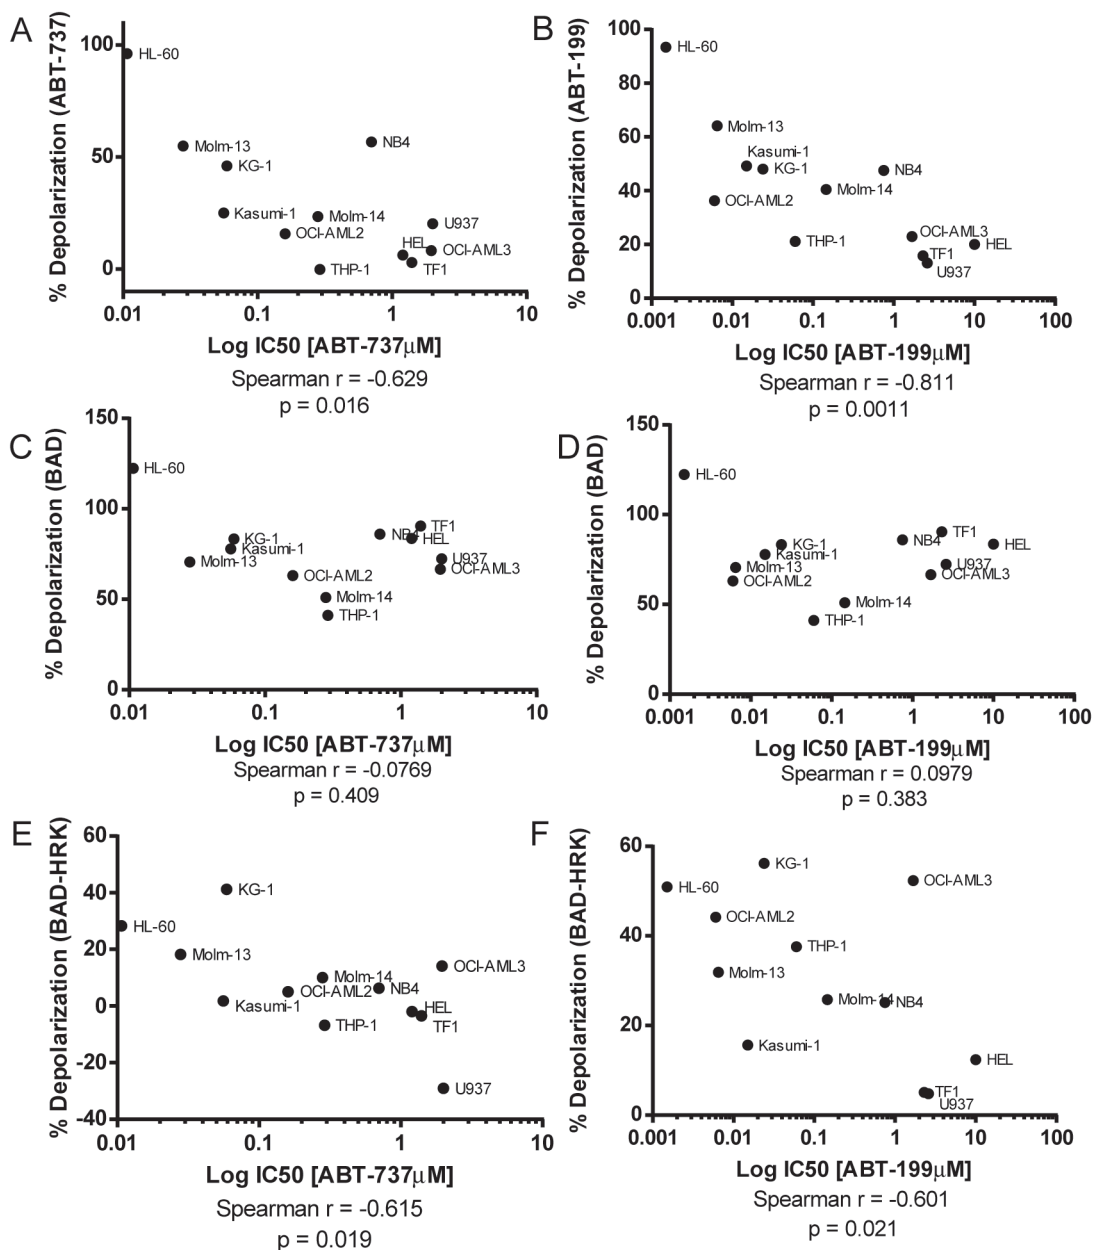 A
% Depolarization (ABT-737)
100
50
0
HL-60
Molm-13
NB4
KG-1
Kasumi-1
Molm-14
U937
OCI-AML2
HEL
OCI-AML3
THP-1
TF1
0.01 0.1 1 10
Log IC50 [ABT-737μM]
Spearman r = -0.629
p = 0.016
B
% Depolarization (ABT-199)
100
80
60
40
20
0
HL-60
Molm-13
Kasumi-1
KG-1
NB4
Molm-14
OCI-AML2
THP-1
OCI-AML3
HEL
TF1
U937
0.001 0.01 0.1 1 10 100
Log IC50 [ABT-199μM]
Spearman r = -0.811
p = 0.0011
C
% Depolarization (BAD)
150
100
50
0
HL-60
TF1
KG-1
NB4
HEL
Kasumi-1
Molm-13
U937
OCI-AML2
OCI-AML3
Molm-14
THP-1
0.01 0.1 1 10
Log IC50 [ABT-737μM]
Spearman r = -0.0769
p = 0.409
D
% Depolarization (BAD)
150
100
50
0
HL-60
TF1
KG-1
NB4
HEL
Kasumi-1
Molm-13
U937
OCI-AML2
OCI-AML3
Molm-14
THP-1
0.001 0.01 0.1 1 10 100
Log IC50 [ABT-199μM]
Spearman r = 0.0979
p = 0.383
E
% Depolarization (BAD-HRK)
60
40
20
0
-20
-40
KG-1
HL-60
Molm-13
OCI-AML3
Molm-14
OCI-AML2
NB4
Kasumi-1
HEL
THP-1
TF1
U937
0.01 0.1 1 10
Log IC50 [ABT-737μM]
Spearman r = -0.615
p = 0.019
F
% Depolarization (BAD-HRK)
60
40
20
0
KG-1
HL-60
OCI-AML3
OCI-AML2
THP-1
Molm-13
Molm-14
NB4
Kasumi-1
HEL
TF1
U937
0.001 0.01 0.1 1 10 100
Log IC50 [ABT-199μM]
Spearman r = -0.601
p = 0.021